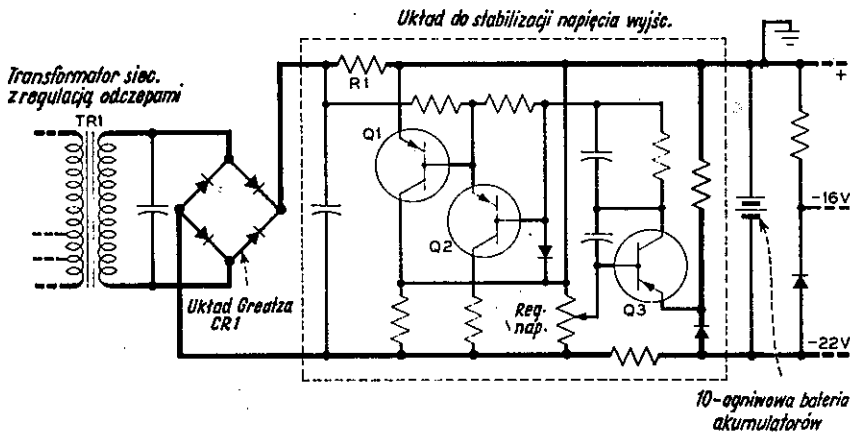 Układ do stabilizacji napięcia wyjśc.
Transformator siec.
z regulacją odczepami
TR1
R1
+
Q1
Q2
-16V
Układ Greatza
CR1
Reg.
nap.
Q3
-22V
10-ogniwowa bateria
akumulatorów